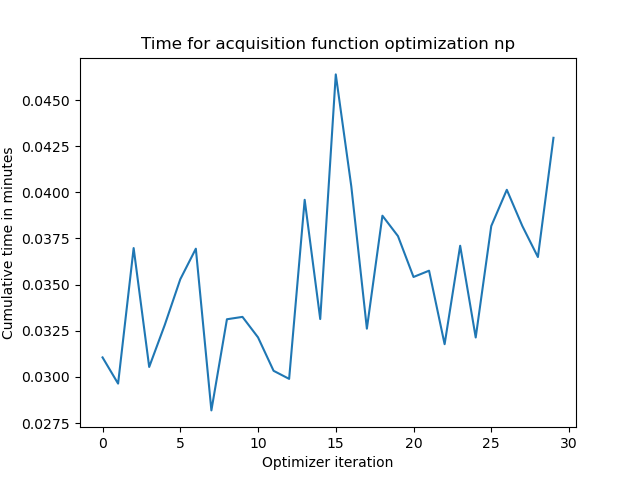 Time for acquisition function optimization np
Cumulative time in minutes
0.0450
0.0425
0.0400
0.0375
0.0350
0.0325
0.0300
0.0275
0 5 10 15 20 25 30
Optimizer iteration